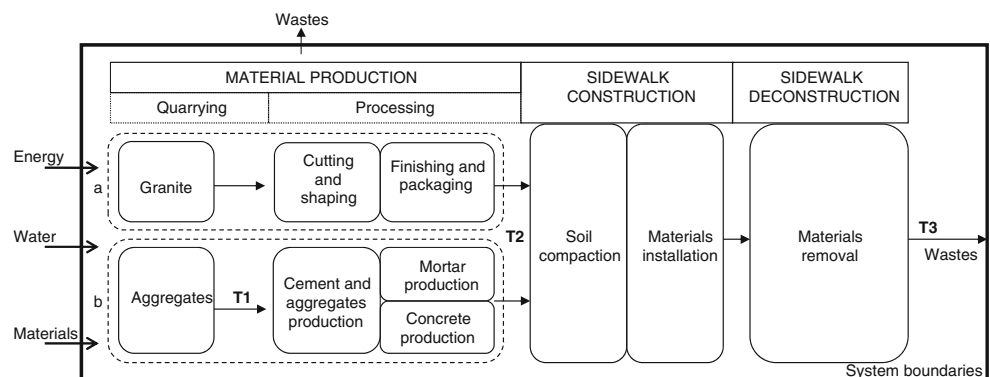 Wastes
MATERIAL PRODUCTION
SIDEWALK
CONSTRUCTION
SIDEWALK
DECONSTRUCTION
Quarrying
Processing
Energy
a
Granite
Cutting
and
shaping
Finishing and
packaging
Water
T2
Soil
compaction
Materials
installation
Materials
removal
T3
Wastes
b
Aggregates
T1
Cement and
aggregates
production
Mortar
production
Concrete
production
Materials
System boundaries